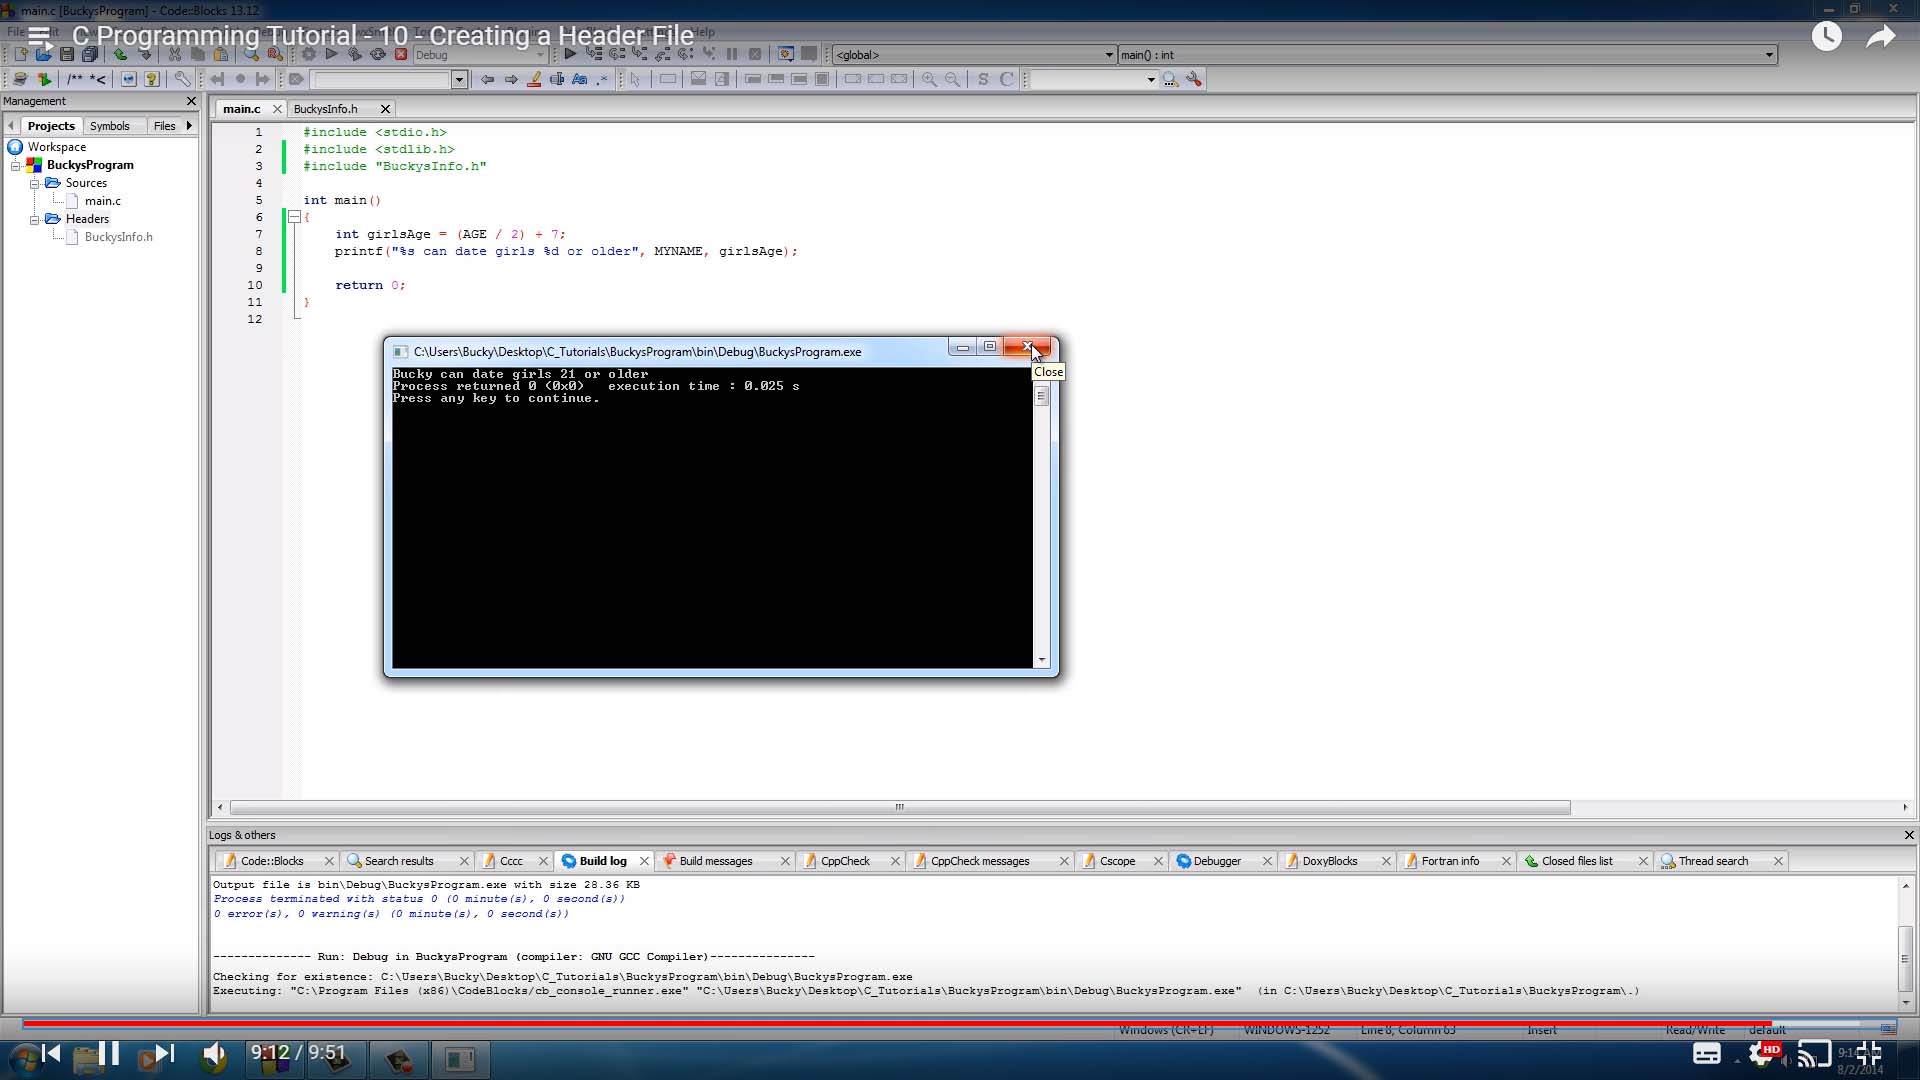 main.c [BuckysProgram] - Code::Blocks 13.12
C Programming Tutorial - 10 - Creating a Header File
Debug
<global>
main() : int
/** *<
S C
Management
Projects Symbols Files
main.c BuckysInfo.h
Workspace
BuckysProgram
Sources
main.c
Headers
BuckysInfo.h
1 #include <stdio.h>
2 #include <stdlib.h>
3 #include "BuckysInfo.h"
4
5 int main()
6 {
7 int girlsAge = (AGE / 2) + 7;
8 printf("%s can date girls %d or older", MYNAME, girlsAge);
9
10 return 0;
11 }
12
C:\Users\Bucky\Desktop\C_Tutorials\BuckysProgram\bin\Debug\BuckysProgram.exe
Close
Bucky can date girls 21 or older
Process returned 0 (0x0) execution time : 0.025 s
Press any key to continue.
Logs & others
Code::Blocks Search results Cccc Build log Build messages CppCheck CppCheck messages Cscope Debugger DoxyBlocks Fortran info Closed files list Thread search
Output file is bin\Debug\BuckysProgram.exe with size 28.36 KB
Process terminated with status 0 (0 minute(s), 0 second(s))
0 error(s), 0 warning(s) (0 minute(s), 0 second(s))
-------------- Run: Debug in BuckysProgram (compiler: GNU GCC Compiler)---------------
Checking for existence: C:\Users\Bucky\Desktop\C_Tutorials\BuckysProgram\bin\Debug\BuckysProgram.exe
Executing: "C:\Program Files (x86)\CodeBlocks/cb_console_runner.exe" "C:\Users\Bucky\Desktop\C_Tutorials\BuckysProgram\bin\Debug\BuckysProgram.exe" (in C:\Users\Bucky\Desktop\C_Tutorials\BuckysProgram\.)
Windows (CR+LF) WINDOWS-1252 Line 8, Column 63 Insert Read/Write default
9:12 / 9:51
HD
8/2/2014